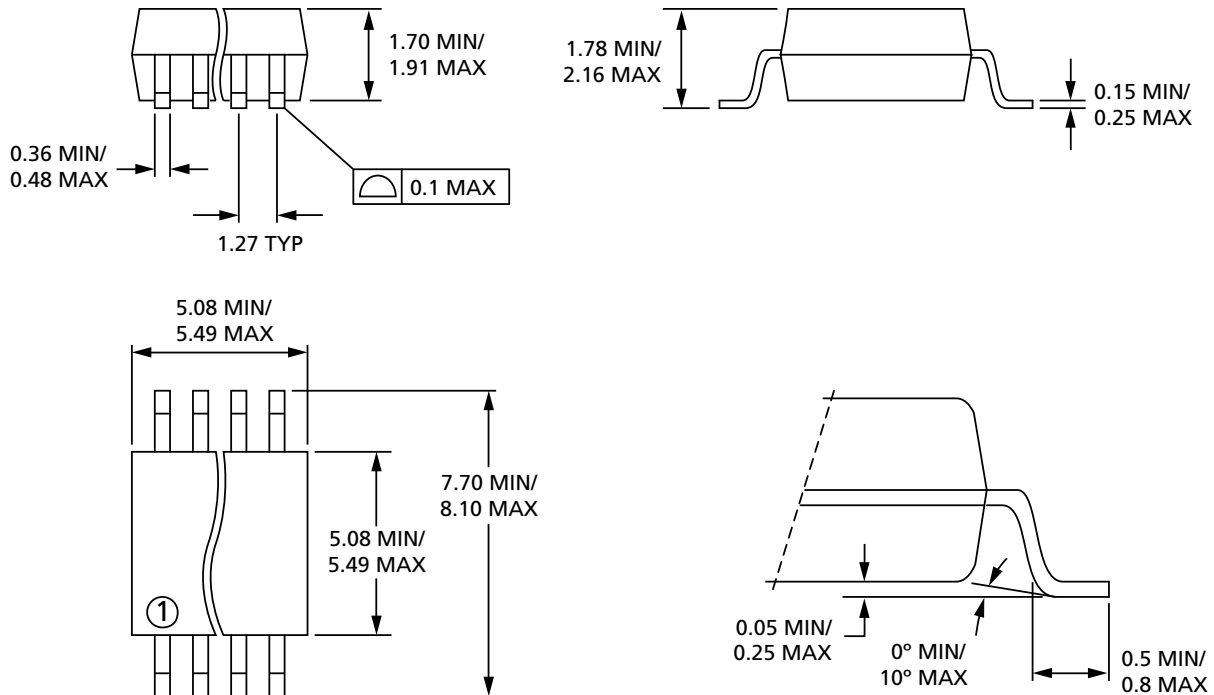 1.70 MIN/
1.91 MAX
1.78 MIN/
2.16 MAX
0.15 MIN/
0.25 MAX
0.36 MIN/
0.48 MAX
0.1 MAX
1.27 TYP
5.08 MIN/
5.49 MAX
7.70 MIN/
8.10 MAX
5.08 MIN/
5.49 MAX
1
0.05 MIN/
0.25 MAX
0º MIN/
10º MAX
0.5 MIN/
0.8 MAX